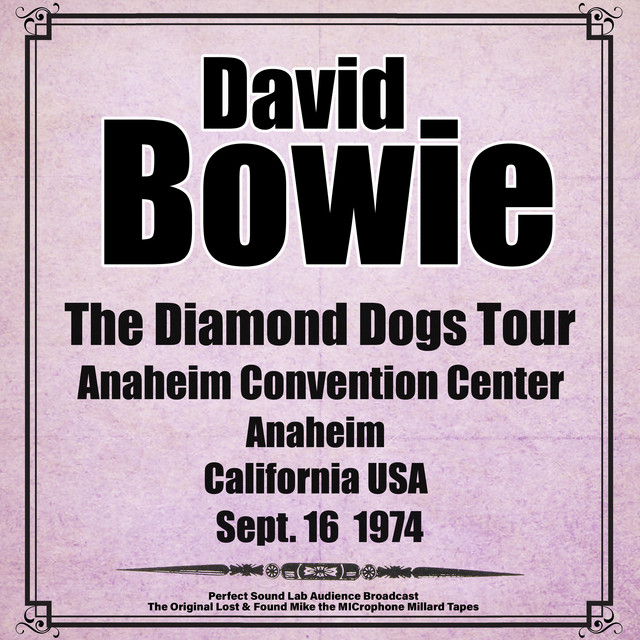 David
Bowie
The Diamond Dogs Tour
Anaheim Convention Center
Anaheim
California USA
Sept. 16 1974
Perfect Sound Lab Audience Broadcast
The Original Lost & Found Mike the MICrophone Millard Tapes